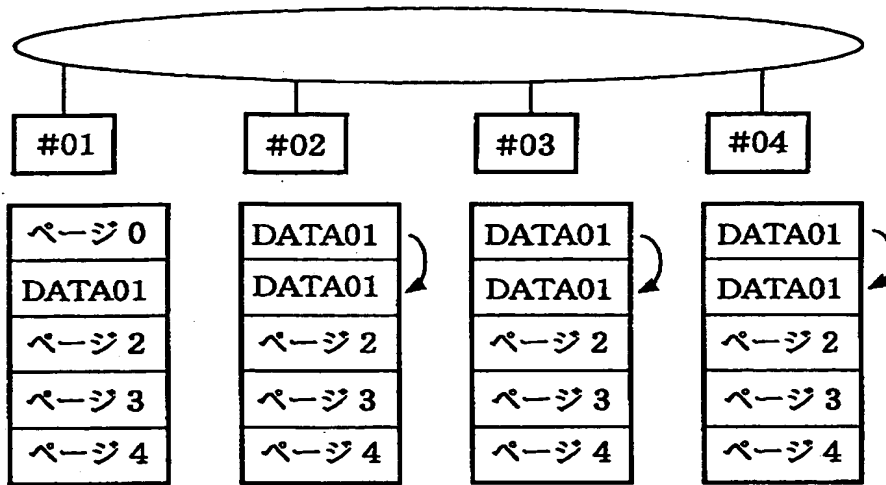 #01 #02 #03 #04
ページ 0 DATA01 DATA01 DATA01
DATA01 DATA01 DATA01 DATA01
ページ 2 ページ 2 ページ 2 ページ 2
ページ 3 ページ 3 ページ 3 ページ 3
ページ 4 ページ 4 ページ 4 ページ 4